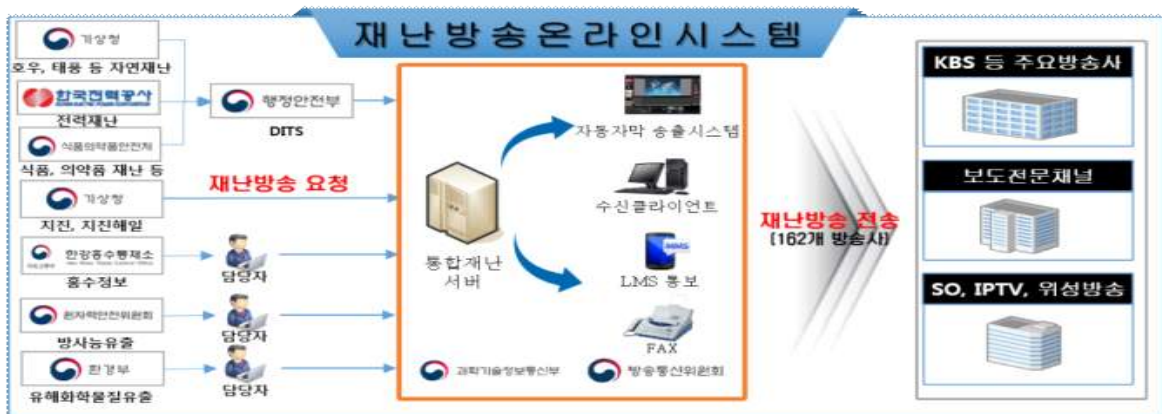 재난방송온라인시스템
기상청
호우, 태풍 등 자연재난
한국전력공사
전력재난
식품의약품안전처
식품, 의약품 재난 등
행정안전부
DITS
기상청
지진, 지진해일
재난방송 요청
한강홍수통제소
홍수정보
담당자
원자력안전위원회
방사능유출
담당자
환경부
유해화학물질유출
담당자
통합재난
서버
자동자막 송출시스템
수신클라이언트
MMS
LMS 통보
FAX
과학기술정보통신부
방송통신위원회
재난방송 전송
(162개 방송사)
KBS 등 주요방송사
보도전문채널
SO, IPTV, 위성방송